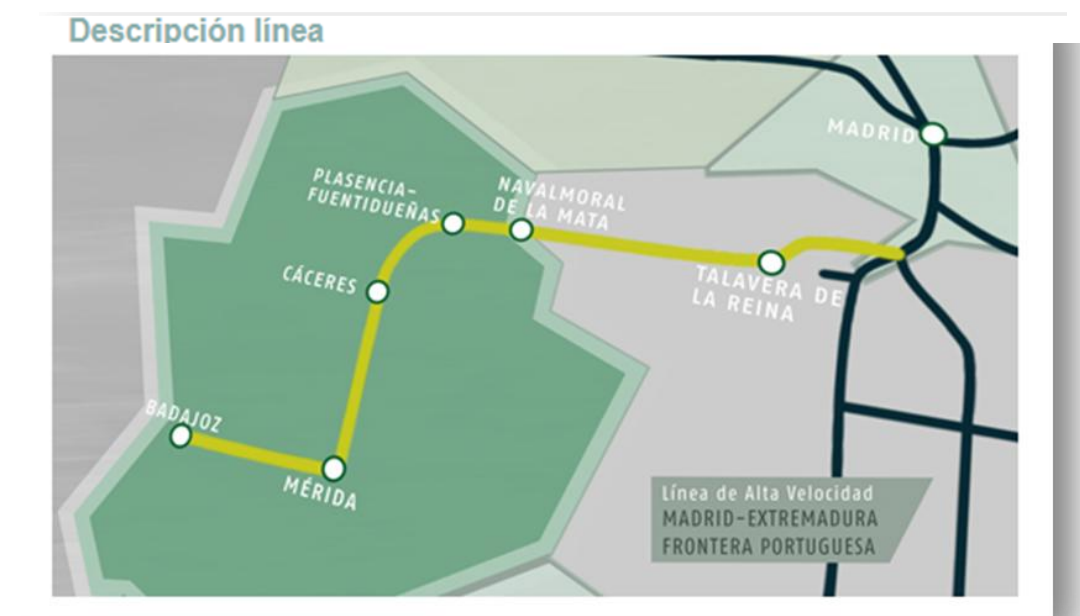 Descripción línea
MADRID
PLASENCIA-
FUENTIDUEÑAS
NAVALMORAL
DE LA MATA
CÁCERES
TALAVERA DE
LA REINA
BADAJOZ
MÉRIDA
Línea de Alta Velocidad
MADRID-EXTREMADURA
FRONTERA PORTUGUESA